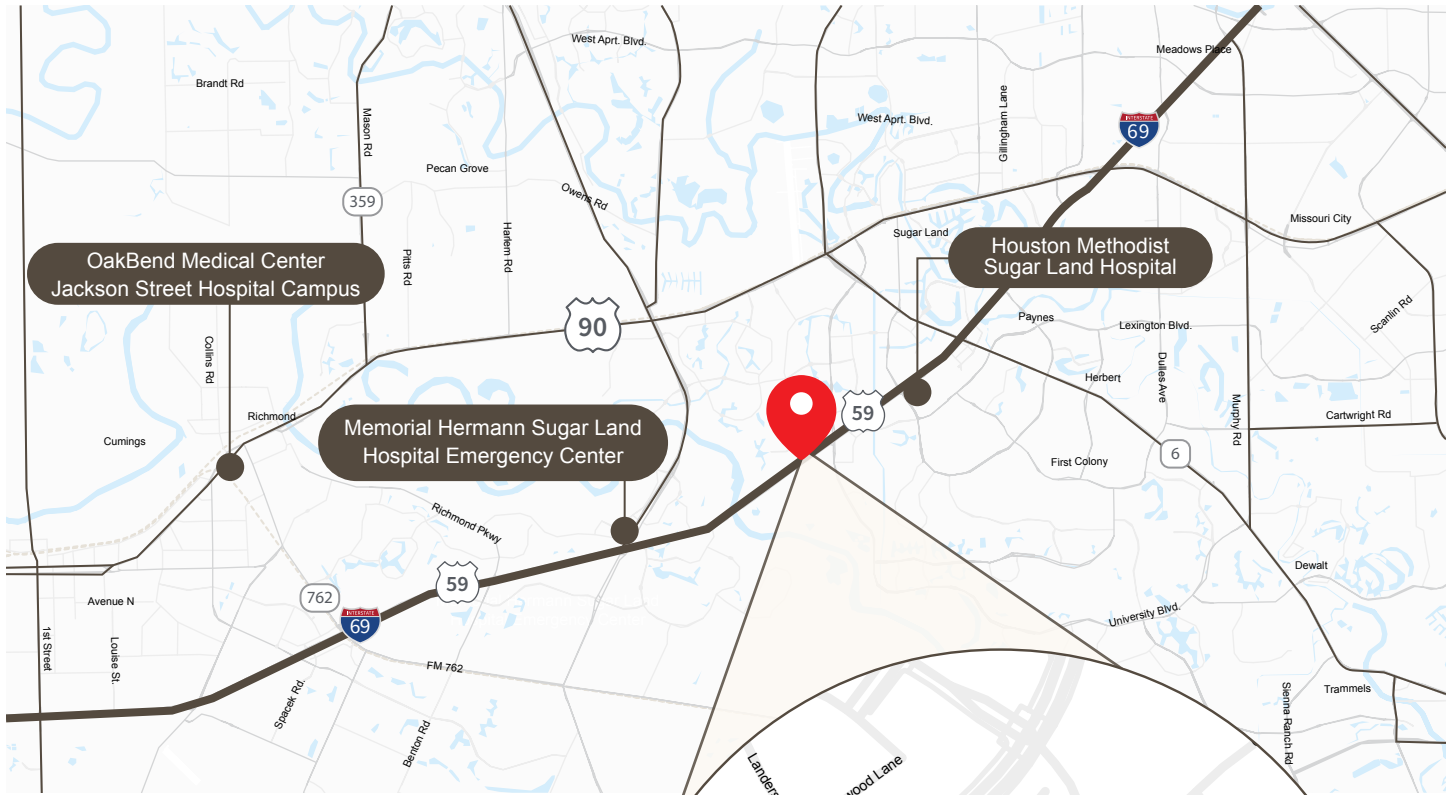 West Aprt. Blvd.
Meadows Place
Brandt Rd
Mason Rd
West Aprt. Blvd.
Gillingham Lane
INTERSTATE
69
Pecan Grove
Owens Rd
359
Missouri City
Harlem Rd
Sugar Land
Pitts Rd
OakBend Medical Center
Jackson Street Hospital Campus
Houston Methodist
Sugar Land Hospital
90
Paynes
Lexington Blvd.
Scanlin Rd
Collins Rd
Dulles Ave
Herbert
Murphy Rd
Richmond
59
Cartwright Rd
Cumings
Memorial Hermann Sugar Land
Hospital Emergency Center
First Colony
6
Richmond Pkwy
Dewalt
59
762
Avenue N
INTERSTATE
69
University Blvd.
1st Street
Louise St.
FM 762
Trammels
Spacek Rd.
Benton Rd
Sienna Ranch Rd
Landers
wood Lane